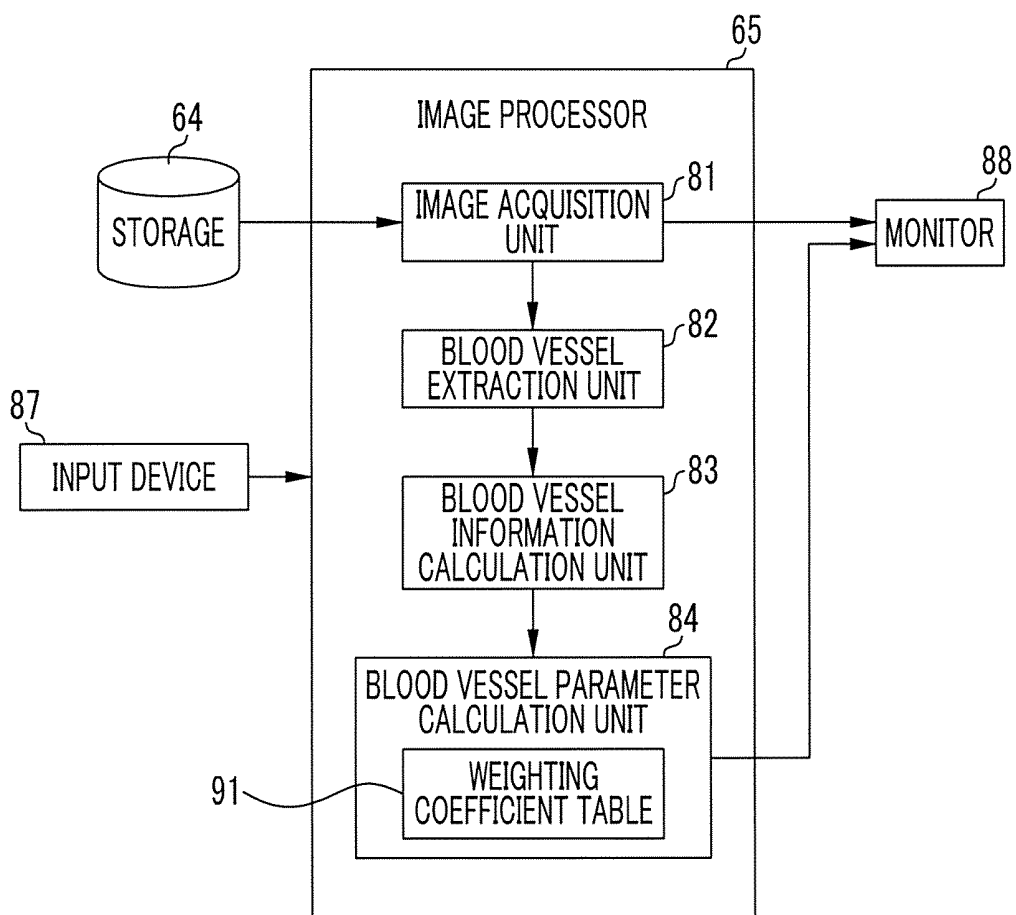 65
IMAGE PROCESSOR
64
STORAGE
81
IMAGE ACQUISITION
UNIT
88
MONITOR
82
BLOOD VESSEL
EXTRACTION UNIT
87
INPUT DEVICE
83
BLOOD VESSEL
INFORMATION
CALCULATION UNIT
84
BLOOD VESSEL PARAMETER
CALCULATION UNIT
91
WEIGHTING
COEFFICIENT TABLE